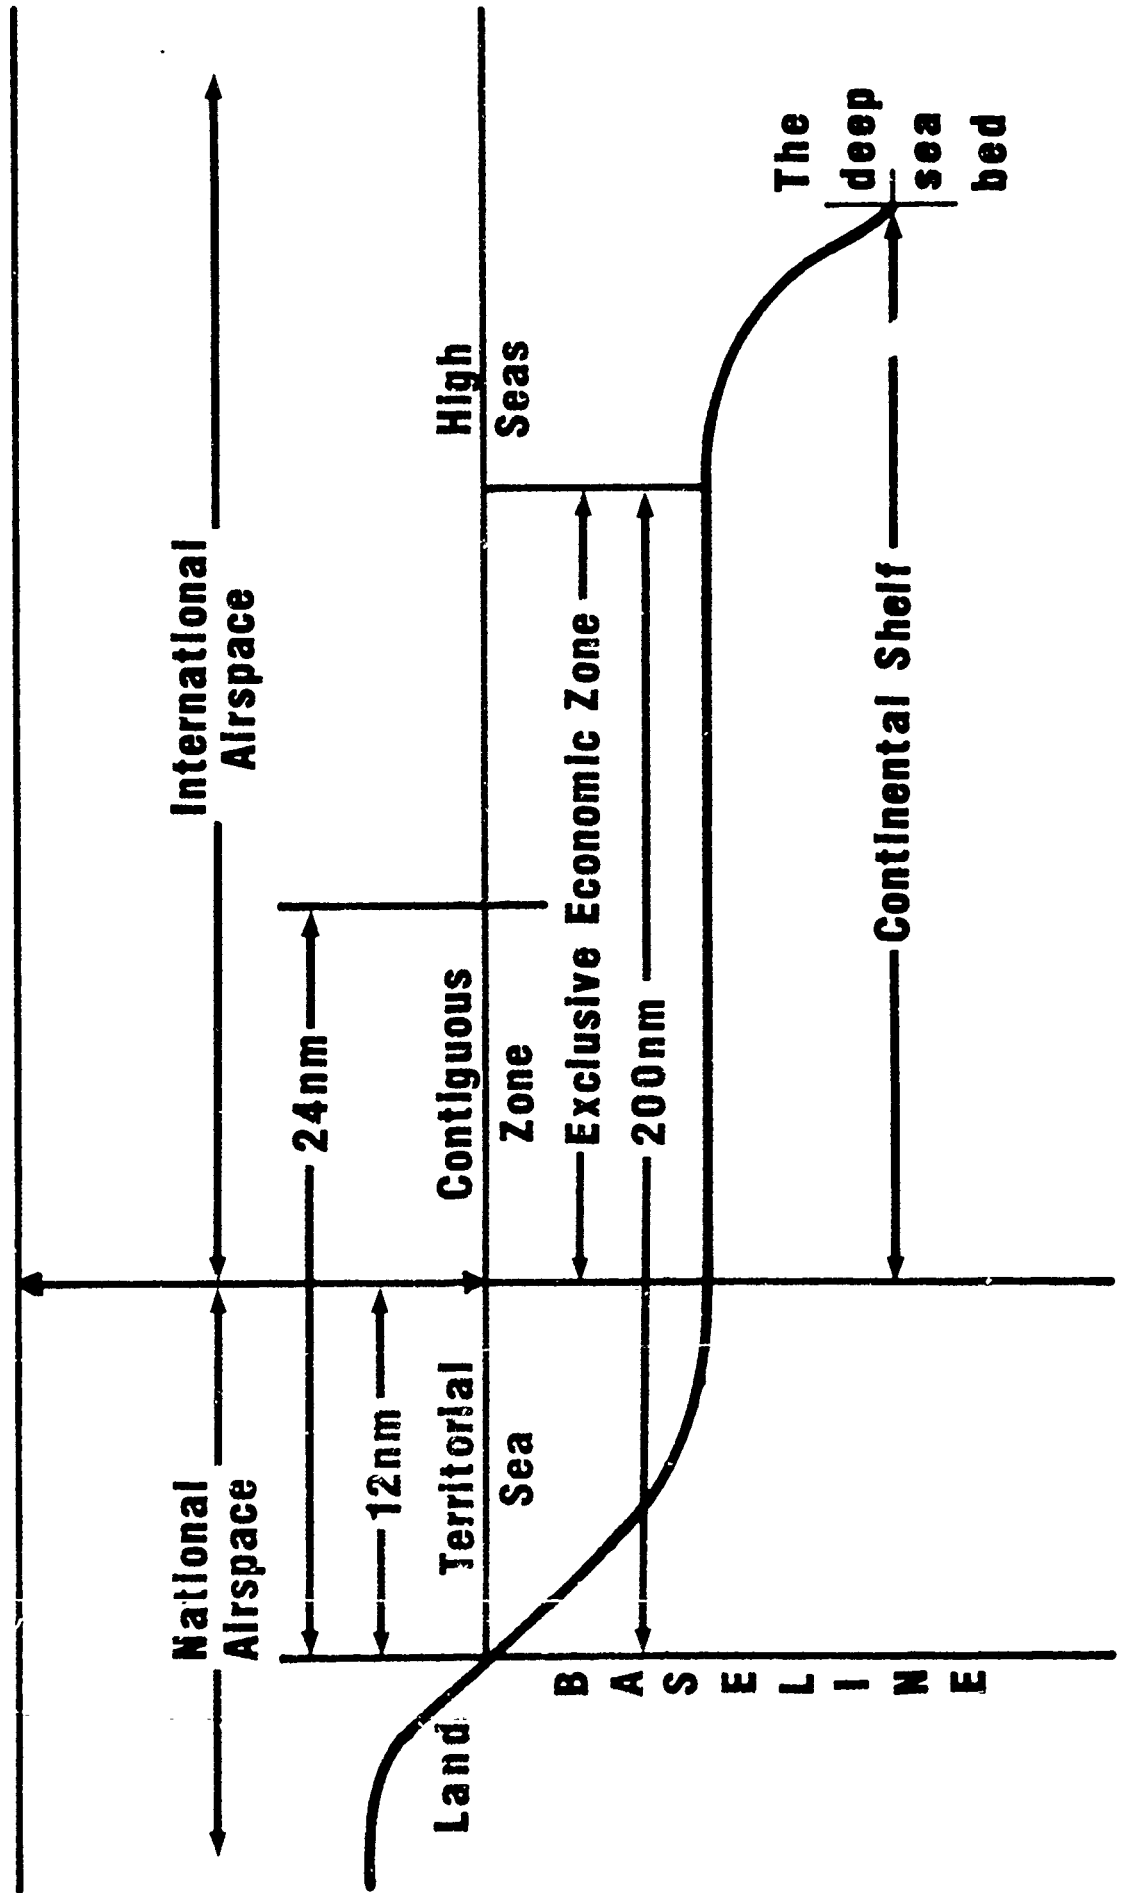 National
Airspace
International
Airspace
24nm
12nm
Land
Territorial
Sea
Contiguous
Zone
High
Seas
Exclusive Economic Zone
200nm
BASELINE
Continental Shelf
The
deep
sea
bed